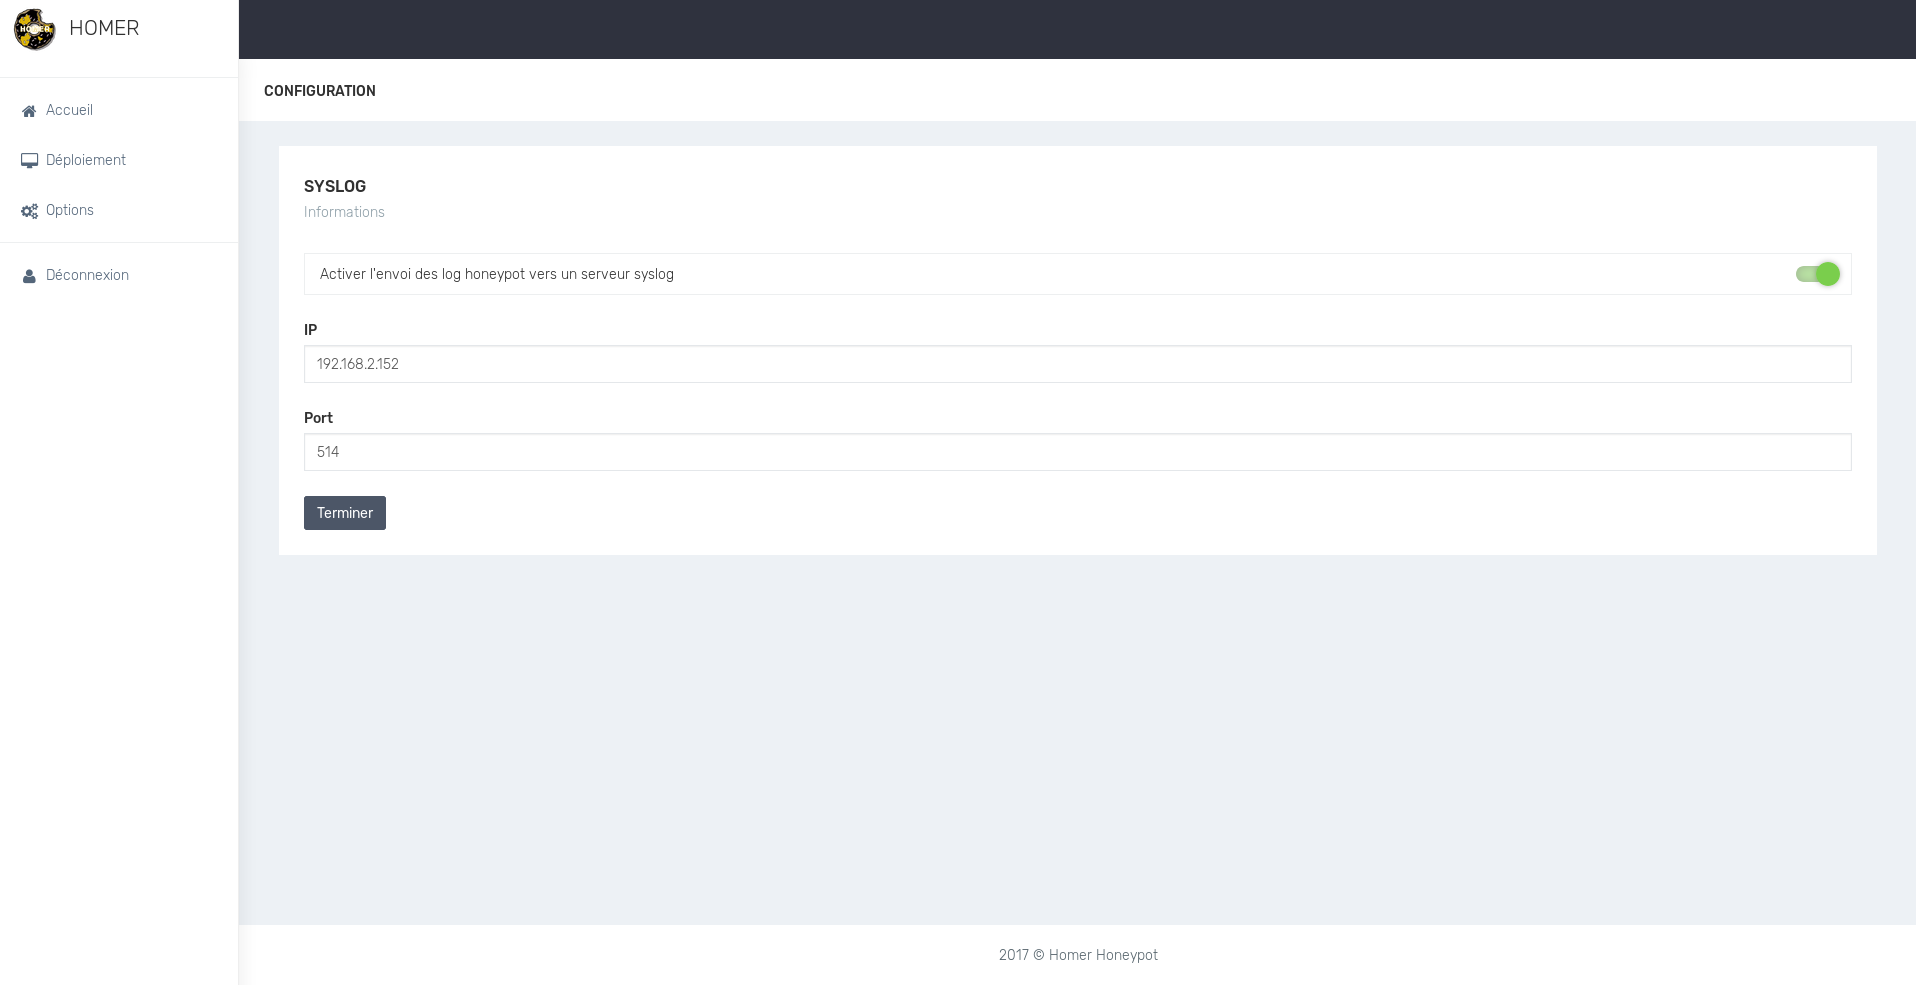 HOMER
HOMER
Accueil
Déploiement
Options
Déconnexion
CONFIGURATION
SYSLOG
Informations
Activer l'envoi des log honeypot vers un serveur syslog
IP
192.168.2.152
Port
514
Terminer
2017 © Homer Honeypot